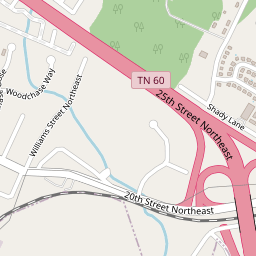 Woodchase Way
Williams Street Northeast
TN 60
25th Street Northeast
Shady Lane
20th Street Northeast